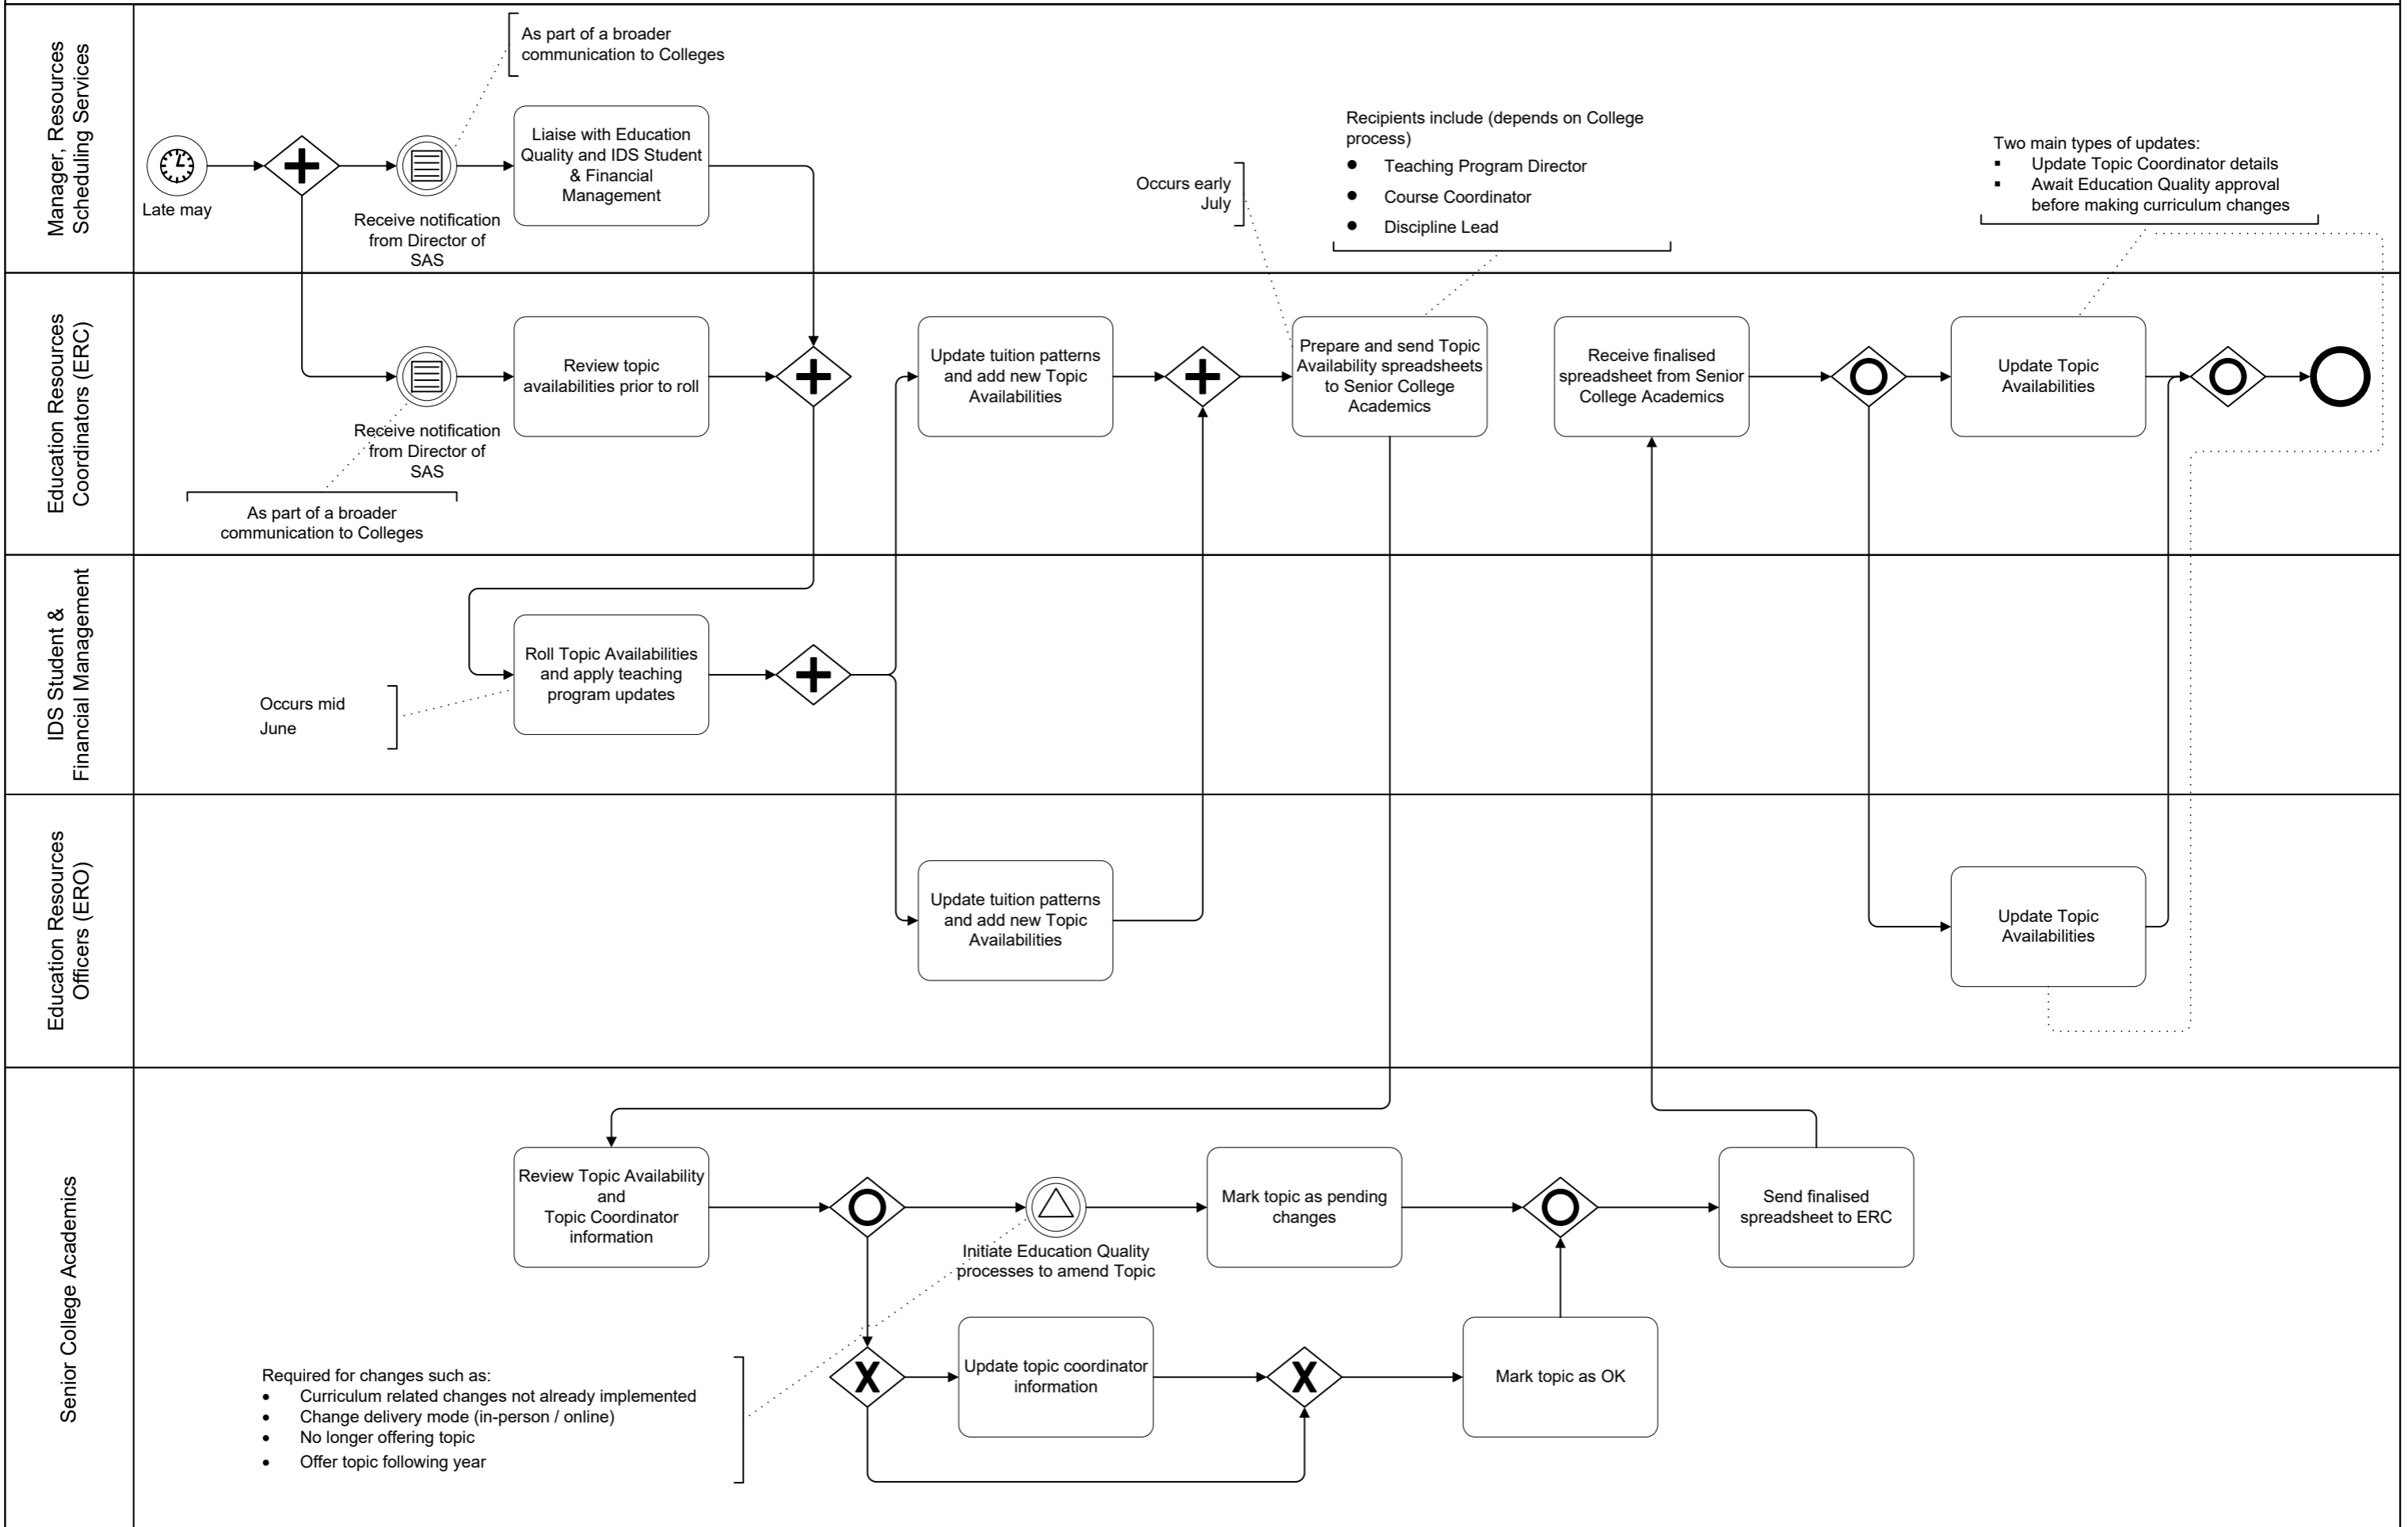 Manager, Resources
Scheduling Services
As part of a broader
communication to Colleges
Late may
Receive notification
from Director of
SAS
Liaise with Education
Quality and IDS Student
& Financial
Management
Occurs early
July
Recipients include (depends on College
process)
● Teaching Program Director
● Course Coordinator
● Discipline Lead
Two main types of updates:
▪ Update Topic Coordinator details
▪ Await Education Quality approval
before making curriculum changes
Education Resources
Coordinators (ERC)
Receive notification
from Director of
SAS
As part of a broader
communication to Colleges
Review topic
availabilities prior to roll
Update tuition patterns
and add new Topic
Availabilities
Prepare and send Topic
Availability spreadsheets
to Senior College
Academics
Receive finalised
spreadsheet from Senior
College Academics
Update Topic
Availabilities
IDS Student &
Financial Management
Occurs mid
June
Roll Topic Availabilities
and apply teaching
program updates
Education Resources
Officers (ERO)
Update tuition patterns
and add new Topic
Availabilities
Update Topic
Availabilities
Senior College Academics
Review Topic Availability
and
Topic Coordinator
information
Initiate Education Quality
processes to amend Topic
Mark topic as pending
changes
Send finalised
spreadsheet to ERC
Required for changes such as:
• Curriculum related changes not already implemented
• Change delivery mode (in-person / online)
• No longer offering topic
• Offer topic following year
X
Update topic coordinator
information
X
Mark topic as OK